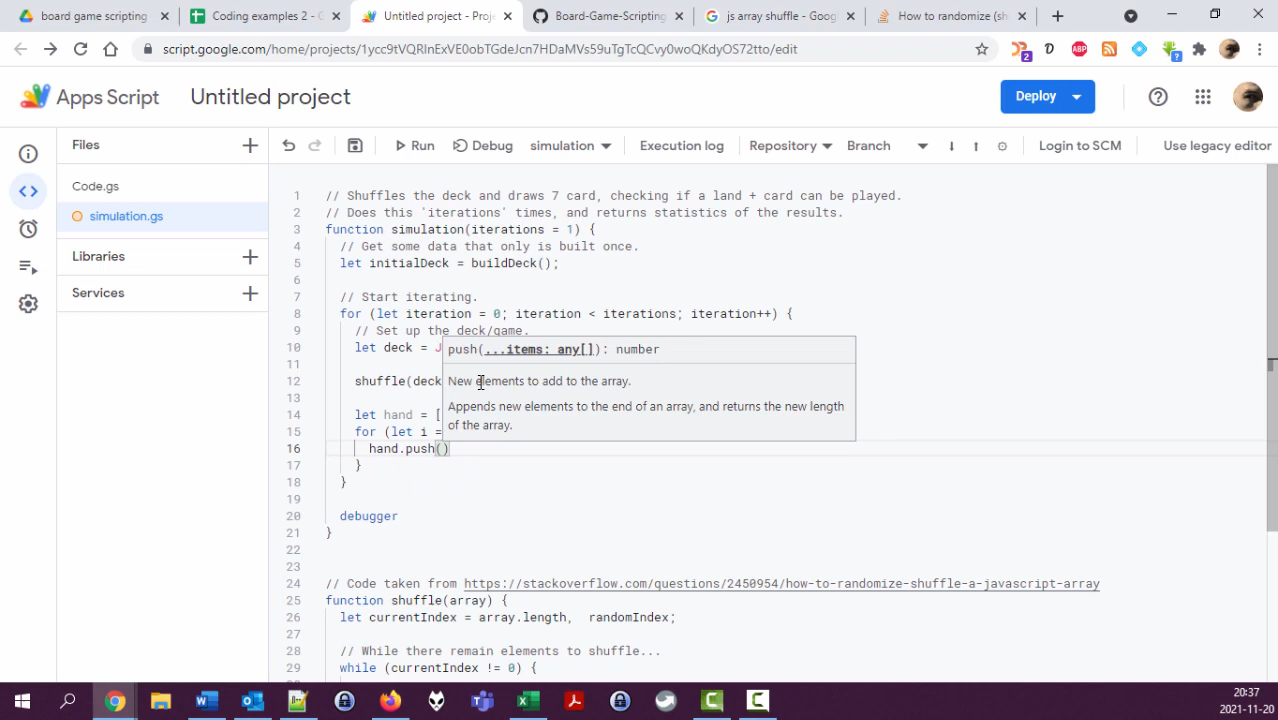 board game scripting
Coding examples 2 - G
Untitled project - Proje
Board-Game-Scripting
js array shuffle - Goog
How to randomize (sh
script.google.com/home/projects/1ycc9tVQRlnExVE0obTGdeJcn7HDaMVs59uTgTcQCvy0woQKdyOS72tto/edit
2
ABP
?
Apps Script
Untitled project
Deploy
Files
Run
Debug
simulation
Execution log
Repository
Branch
Login to SCM
Use legacy editor
Code.gs
simulation.gs
Libraries
Services
1 // Shuffles the deck and draws 7 card, checking if a land + card can be played.
2 // Does this `iterations` times, and returns statistics of the results.
3 function simulation(iterations = 1) {
4 // Get some data that only is built once.
5 let initialDeck = buildDeck();
6
7 // Start iterating.
8 for (let iteration = 0; iteration < iterations; iteration++) {
9 // Set up the deck/game.
10 let deck = J
push(...items: any[]): number
11
12 shuffle(deck
New elements to add to the array.
13
Appends new elements to the end of an array, and returns the new length
14 let hand = [
of the array.
15 for (let i =
16 hand.push()
17 }
18 }
19
20 debugger
21 }
22
23
24 // Code taken from https://stackoverflow.com/questions/2450954/how-to-randomize-shuffle-a-javascript-array
25 function shuffle(array) {
26 let currentIndex = array.length, randomIndex;
27
28 // While there remain elements to shuffle...
29 while (currentIndex != 0) {
20:37
2021-11-20